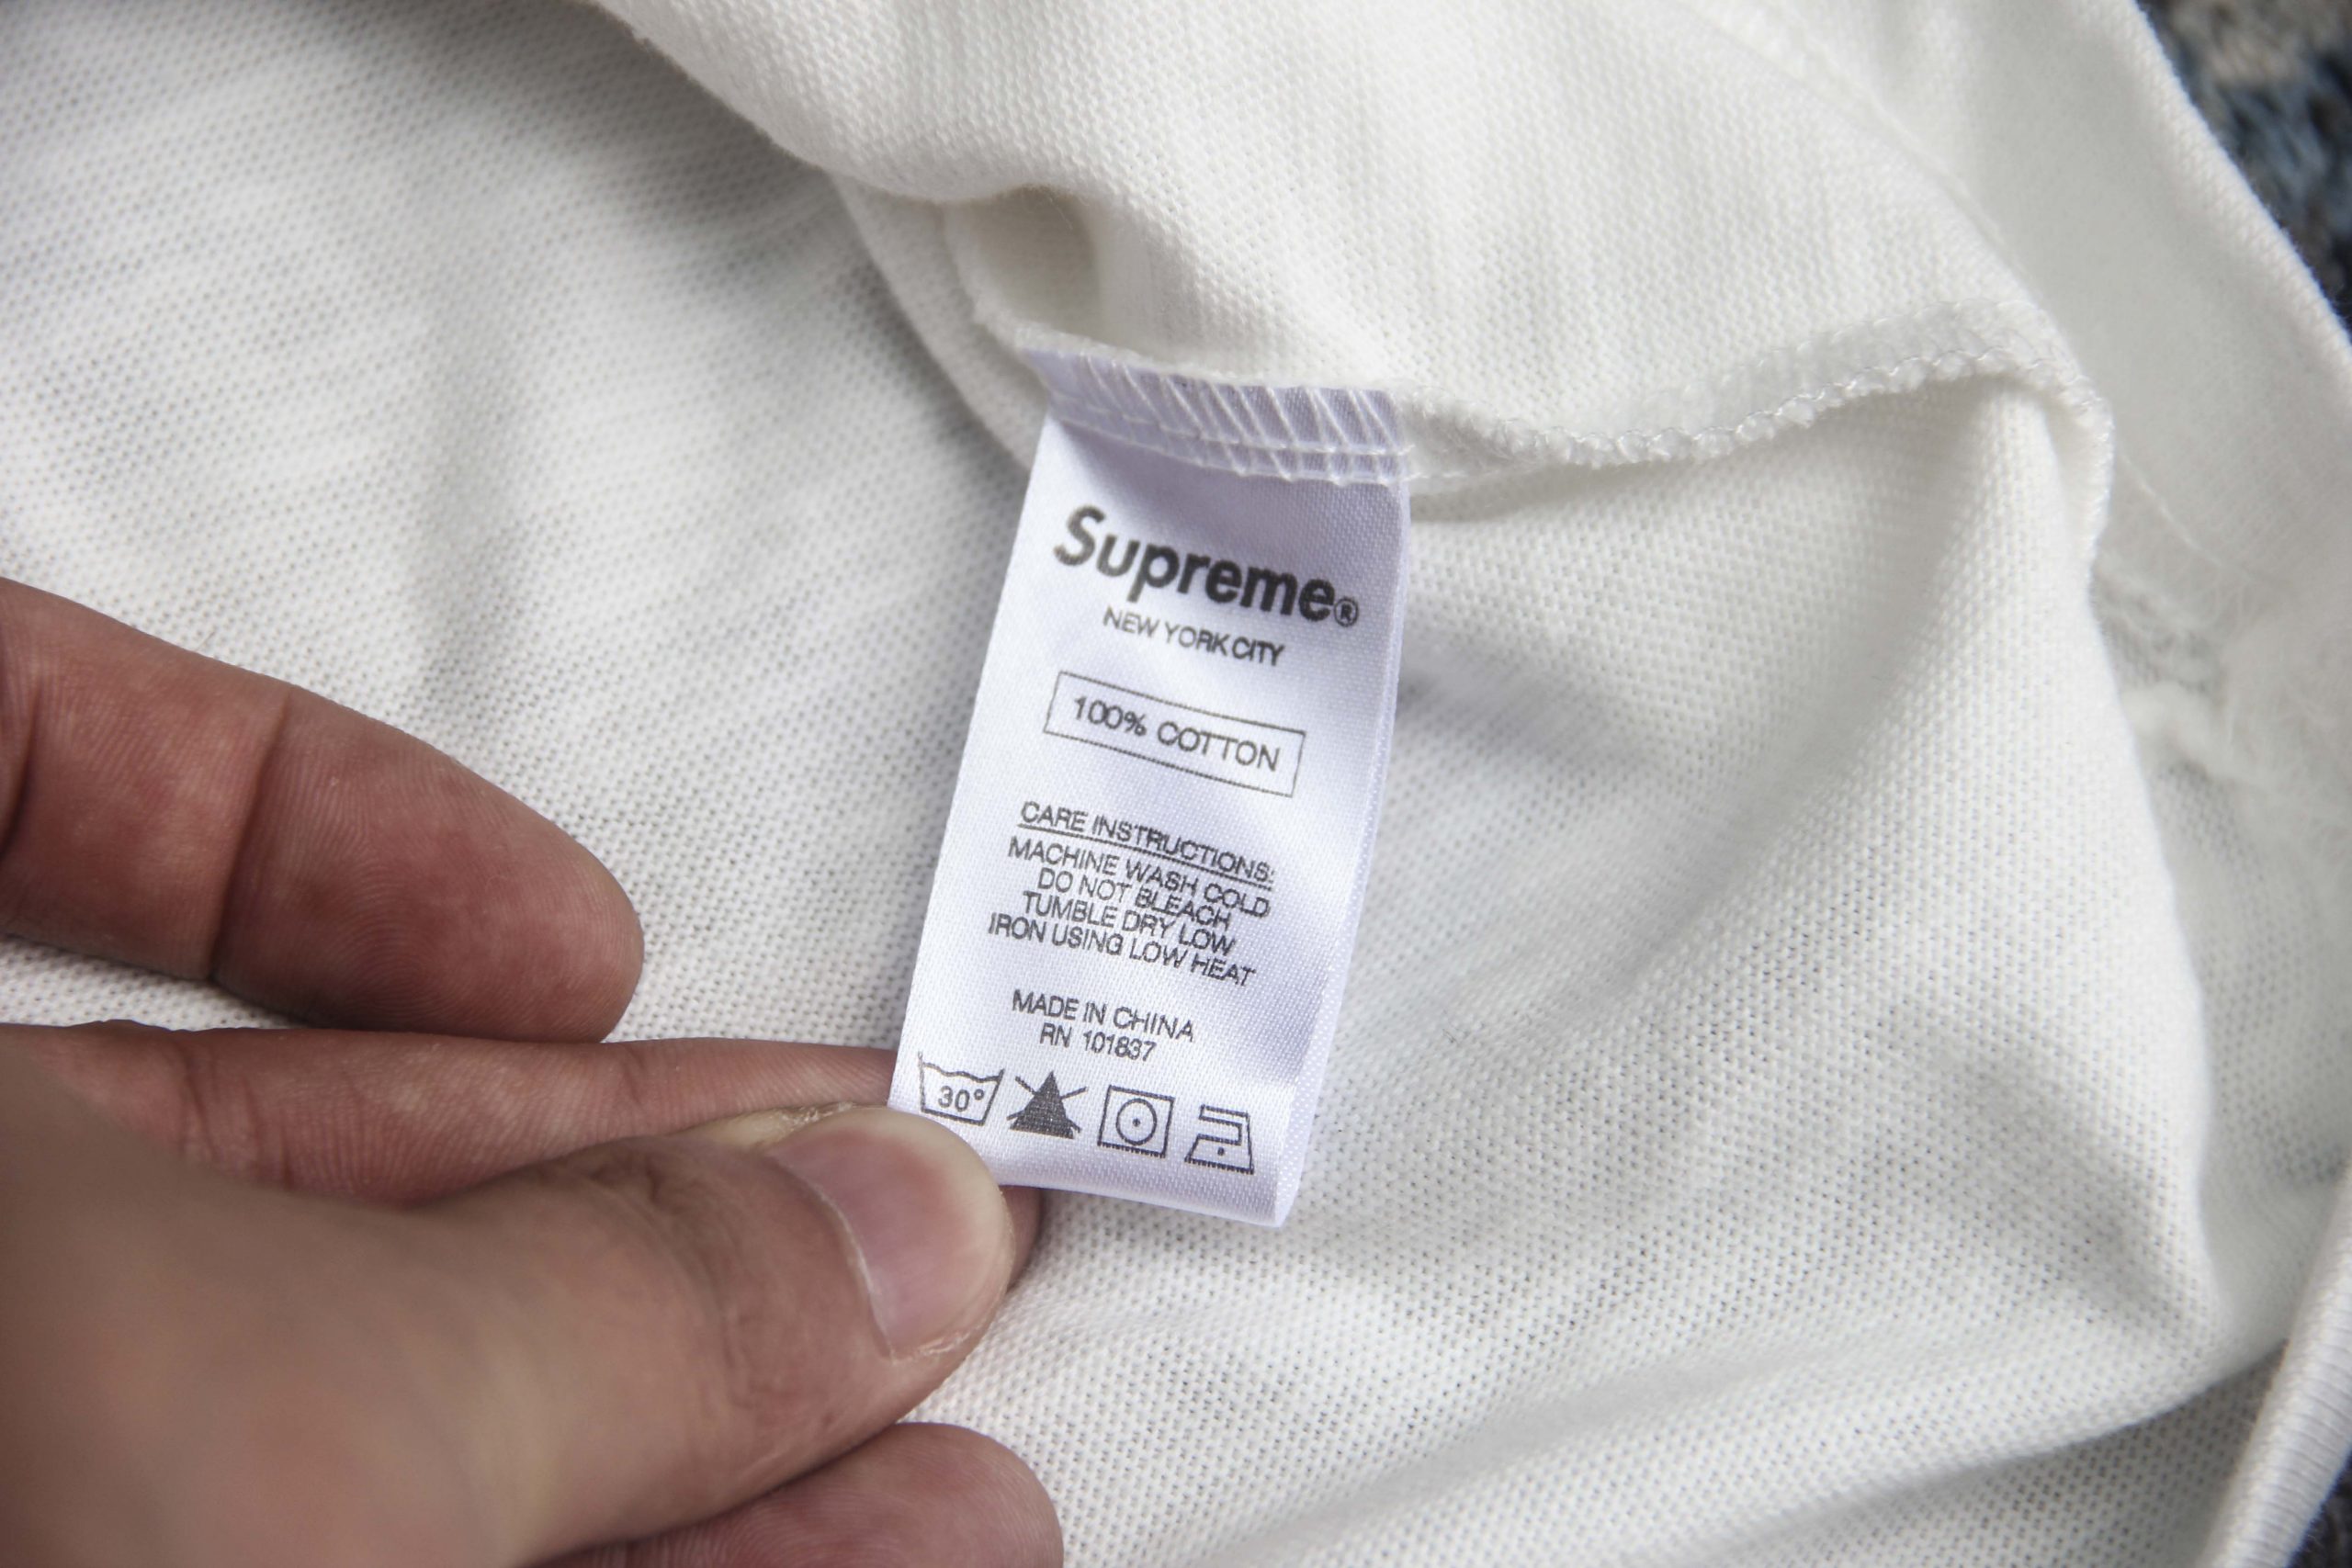 Supreme®
NEW YORK CITY
100% COTTON
CARE INSTRUCTIONS:
MACHINE WASH COLD
DO NOT BLEACH
TUMBLE DRY LOW
IRON USING LOW HEAT
MADE IN CHINA
RN 101837
30°